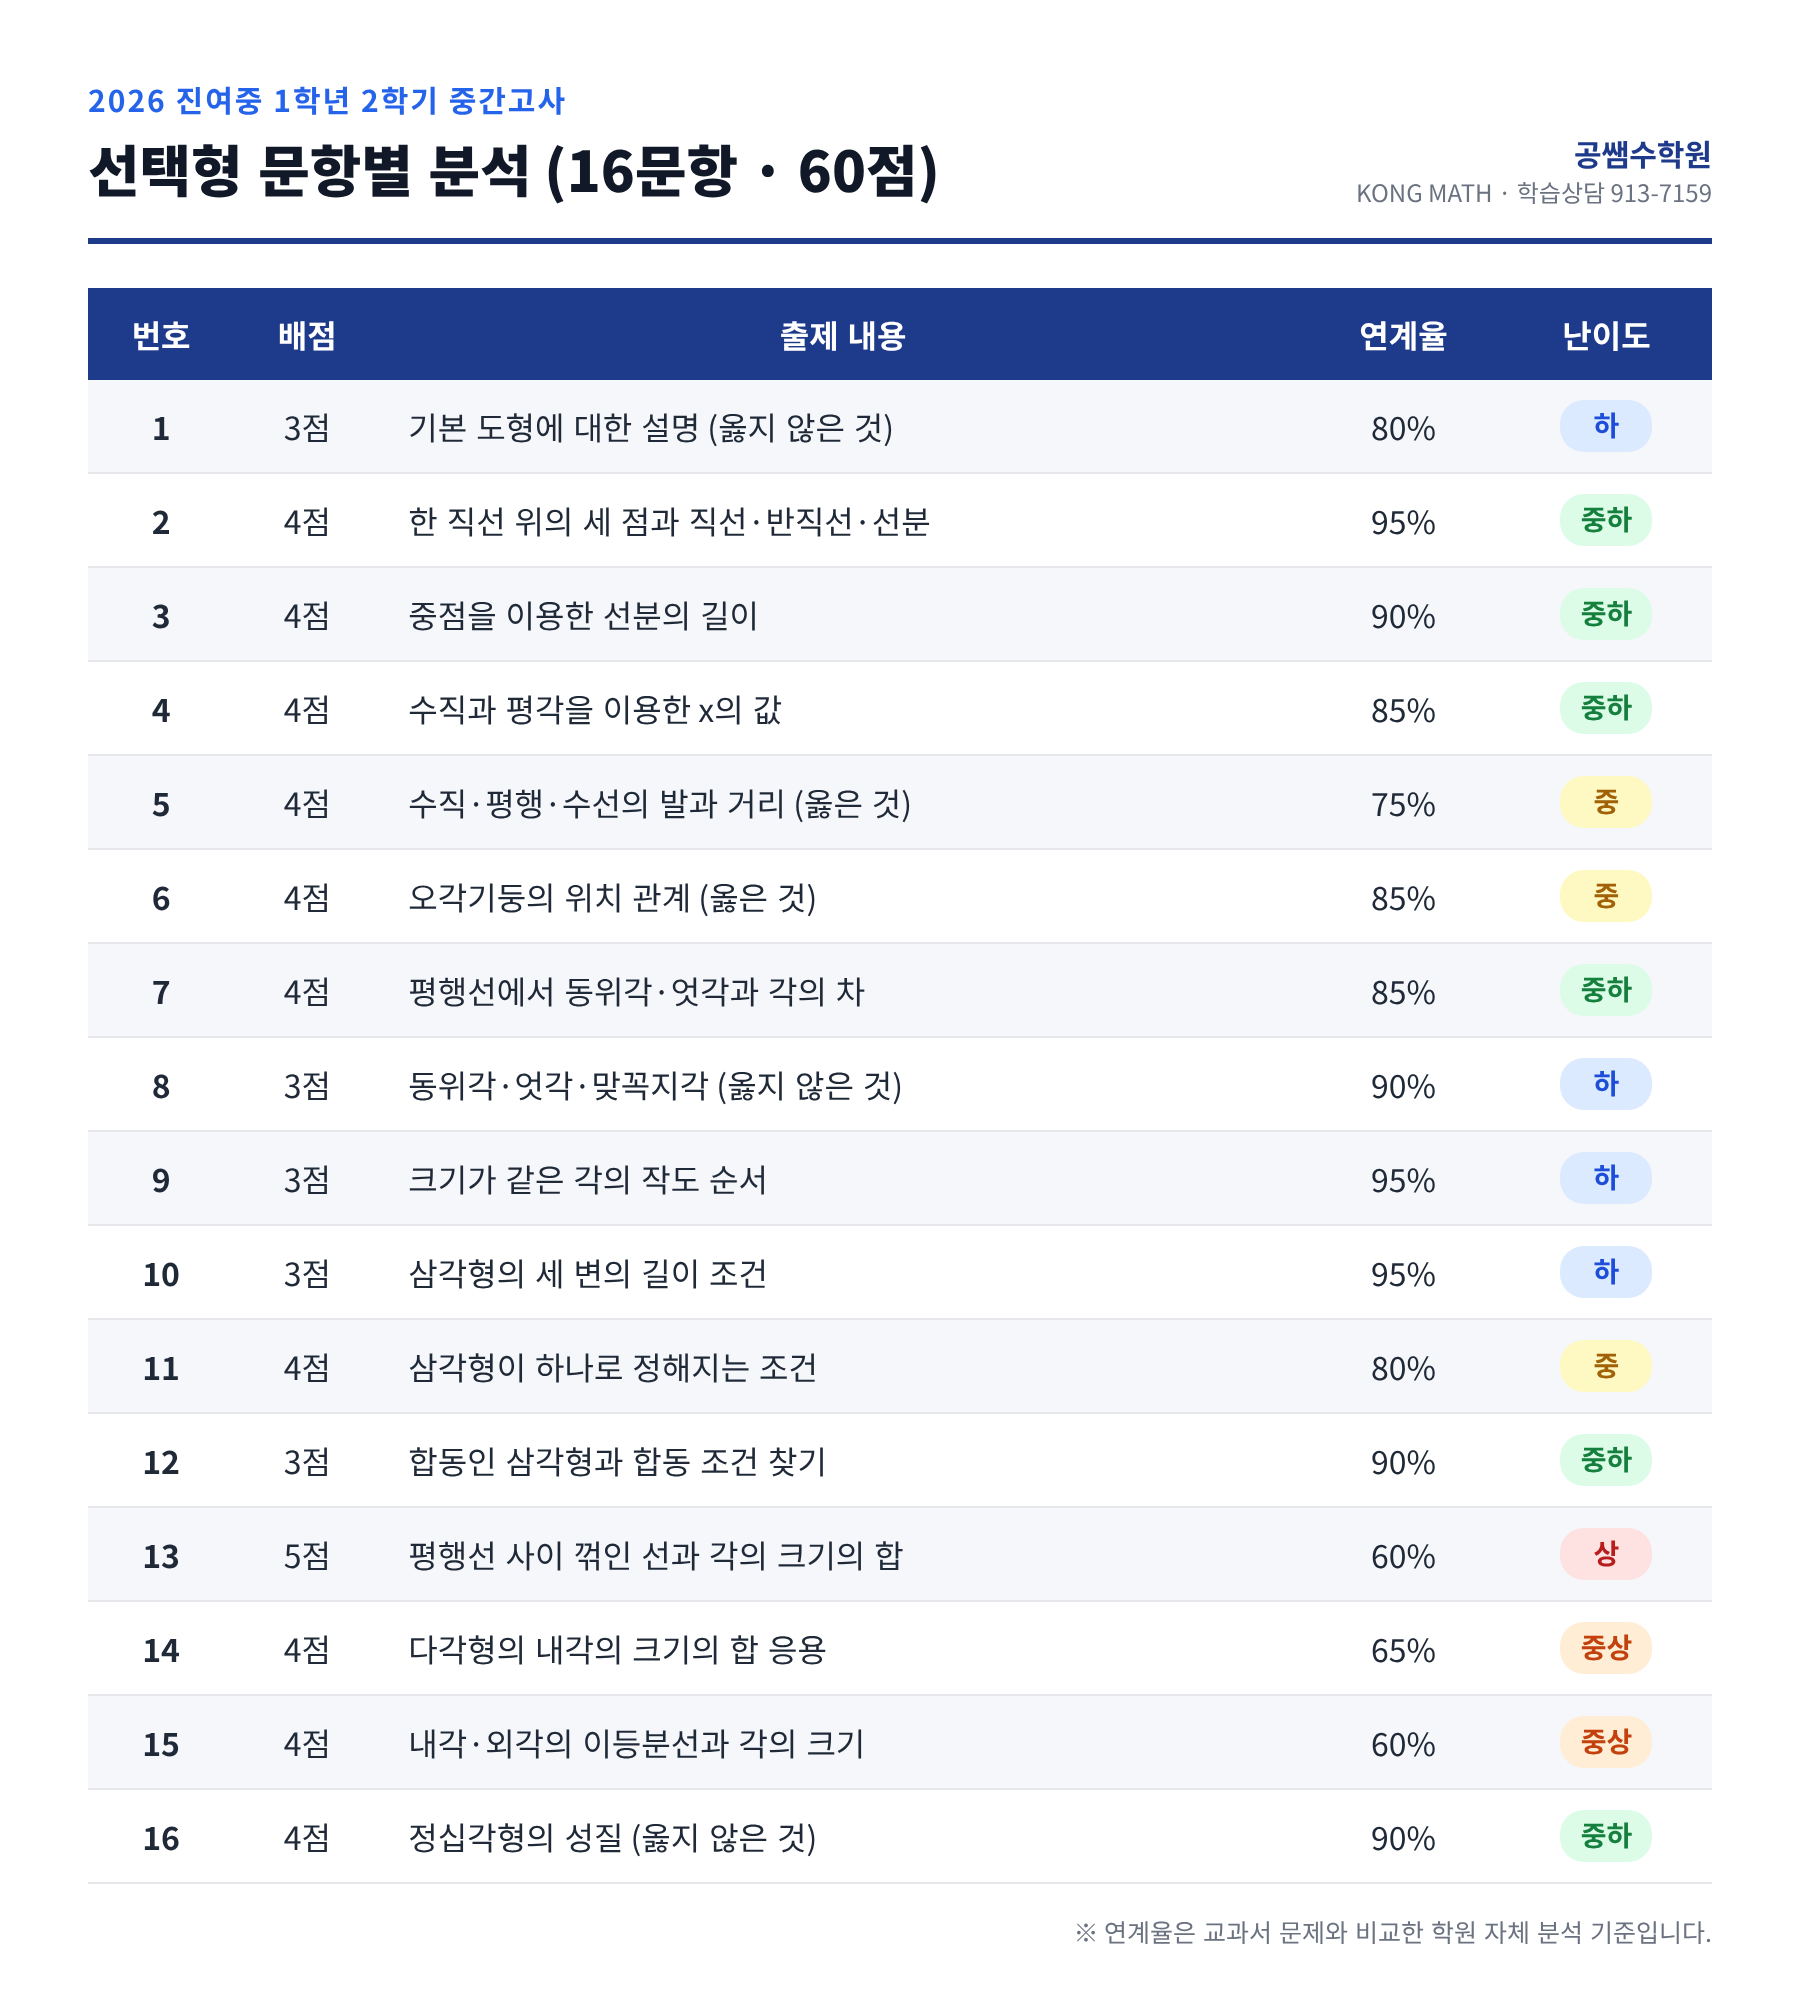 2026 진여중 1학년 2학기 중간고사
선택형 문항별 분석 (16문항 · 60점)
공쌤수학원
KONG MATH · 학습상담 913-7159
번호 배점 출제 내용 연계율 난이도
1 3점 기본 도형에 대한 설명 (옳지 않은 것) 80% 하
2 4점 한 직선 위의 세 점과 직선·반직선·선분 95% 중하
3 4점 중점을 이용한 선분의 길이 90% 중하
4 4점 수직과 평각을 이용한 x의 값 85% 중하
5 4점 수직·평행·수선의 발과 거리 (옳은 것) 75% 중
6 4점 오각기둥의 위치 관계 (옳은 것) 85% 중
7 4점 평행선에서 동위각·엇각과 각의 차 85% 중하
8 3점 동위각·엇각·맞꼭지각 (옳지 않은 것) 90% 하
9 3점 크기가 같은 각의 작도 순서 95% 하
10 3점 삼각형의 세 변의 길이 조건 95% 하
11 4점 삼각형이 하나로 정해지는 조건 80% 중
12 3점 합동인 삼각형과 합동 조건 찾기 90% 중하
13 5점 평행선 사이 꺾인 선과 각의 크기의 합 60% 상
14 4점 다각형의 내각의 크기의 합 응용 65% 중상
15 4점 내각·외각의 이등분선과 각의 크기 60% 중상
16 4점 정십각형의 성질 (옳지 않은 것) 90% 중하
※ 연계율은 교과서 문제와 비교한 학원 자체 분석 기준입니다.